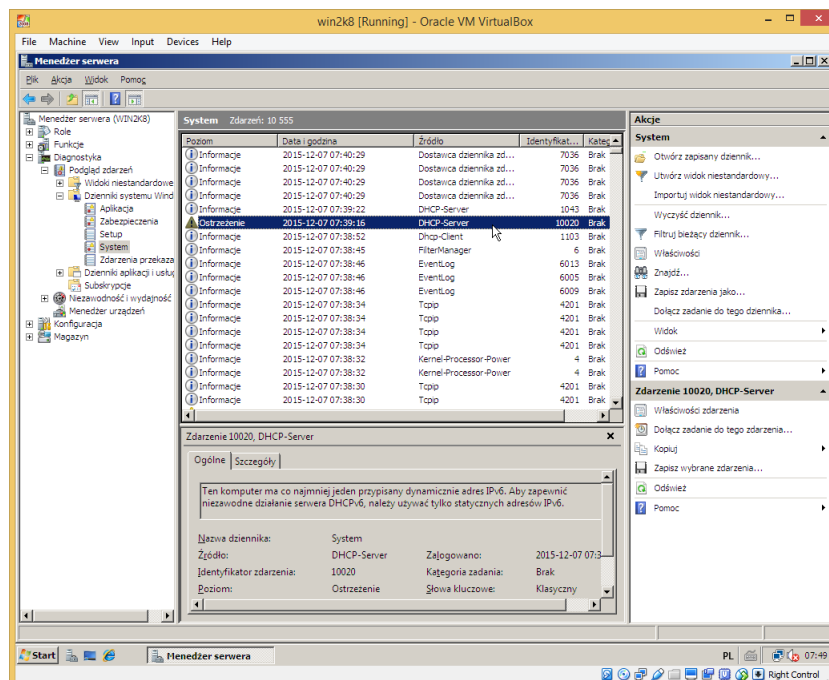 win2k8 [Running] - Oracle VM VirtualBox
File Machine View Input Devices Help
Menedżer serwera
Plik Akcja Widok Pomoc
Menedżer serwera (WIN2K8)
Role
Funkcje
Diagnostyka
Podgląd zdarzeń
Widoki niestandardowe
Dzienniki systemu Wind
Aplikacja
Zabezpieczenia
Setup
System
Zdarzenia przekaza
Dzienniki aplikacji i usłu
Subskrypcje
Niezawodność i wydajność
Menedżer urządzeń
Konfiguracja
Magazyn
System Zdarzeń: 10 555
Poziom Data i godzina Źródło Identyfikat... Kateg
Informacje 2015-12-07 07:40:29 Dostawca dziennika zd... 7036 Brak
Informacje 2015-12-07 07:40:29 Dostawca dziennika zd... 7036 Brak
Informacje 2015-12-07 07:40:29 Dostawca dziennika zd... 7036 Brak
Informacje 2015-12-07 07:40:29 Dostawca dziennika zd... 7036 Brak
Informacje 2015-12-07 07:39:22 DHCP-Server 1043 Brak
Ostrzeżenie 2015-12-07 07:39:16 DHCP-Server 10020 Brak
Informacje 2015-12-07 07:38:52 Dhcp-Client 1103 Brak
Informacje 2015-12-07 07:38:45 FilterManager 6 Brak
Informacje 2015-12-07 07:38:46 EventLog 6013 Brak
Informacje 2015-12-07 07:38:46 EventLog 6005 Brak
Informacje 2015-12-07 07:38:46 EventLog 6009 Brak
Informacje 2015-12-07 07:38:34 Tcpip 4201 Brak
Informacje 2015-12-07 07:38:34 Tcpip 4201 Brak
Informacje 2015-12-07 07:38:34 Tcpip 4201 Brak
Informacje 2015-12-07 07:38:34 Tcpip 4201 Brak
Informacje 2015-12-07 07:38:32 Kernel-Processor-Power 4 Brak
Informacje 2015-12-07 07:38:32 Kernel-Processor-Power 4 Brak
Informacje 2015-12-07 07:38:30 Tcpip 4201 Brak
Informacje 2015-12-07 07:38:30 Tcpip 4201 Brak
Zdarzenie 10020, DHCP-Server
Ogólne Szczegóły
Ten komputer ma co najmniej jeden przypisany dynamicznie adres IPv6. Aby zapewnić
niezawodne działanie serwera DHCPv6, należy używać tylko statycznych adresów IPv6.
Nazwa dziennika: System
Źródło: DHCP-Server Zalogowano: 2015-12-07 07:3
Identyfikator zdarzenia: 10020 Kategoria zadania: Brak
Poziom: Ostrzeżenie Słowa kluczowe: Klasyczny
Akcje
System
Otwórz zapisany dziennik...
Utwórz widok niestandardowy...
Importuj widok niestandardowy...
Wyczyść dziennik...
Filtruj bieżący dziennik...
Właściwości
Znajdź...
Zapisz zdarzenia jako...
Dołącz zadanie do tego dziennika...
Widok
Odśwież
Pomoc
Zdarzenie 10020, DHCP-Server
Właściwości zdarzenia
Dołącz zadanie do tego zdarzenia...
Kopiuj
Zapisz wybrane zdarzenia...
Odśwież
Pomoc
Start Menedżer serwera PL 07:49
Right Control